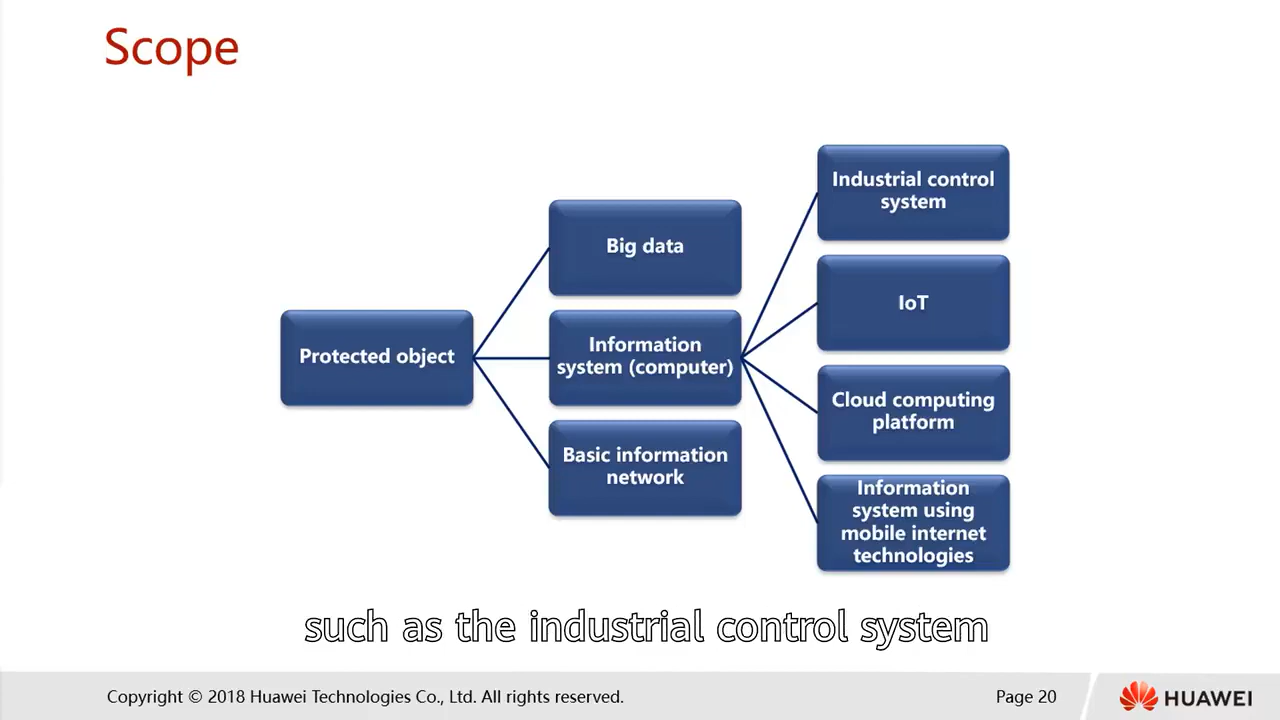 Scope
Protected object
Big data
Information
system (computer)
Basic information
network
Industrial control
system
IoT
Cloud computing
platform
Information
system using
mobile internet
technologies
such as the industrial control system
Copyright © 2018 Huawei Technologies Co., Ltd. All rights reserved.
Page 20
HUAWEI